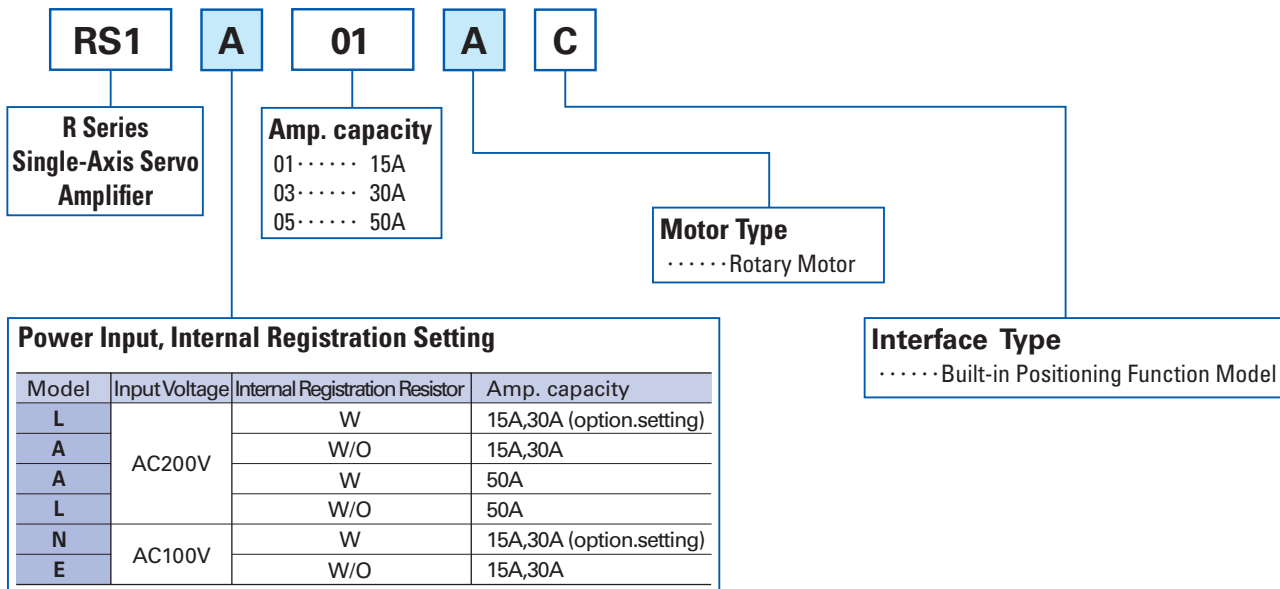 RS1 A 01 A C
R Series
Single-Axis Servo
Amplifier
Amp. capacity
01······ 15A
03······ 30A
05······ 50A
Motor Type
······Rotary Motor
Interface Type
······Built-in Positioning Function Model
Power Input, Internal Registration Setting
Model Input Voltage Internal Registration Resistor Amp. capacity
L AC200V W 15A,30A (option.setting)
A W/O 15A,30A
A W 50A
L W/O 50A
N AC100V W 15A,30A (option.setting)
E W/O 15A,30A